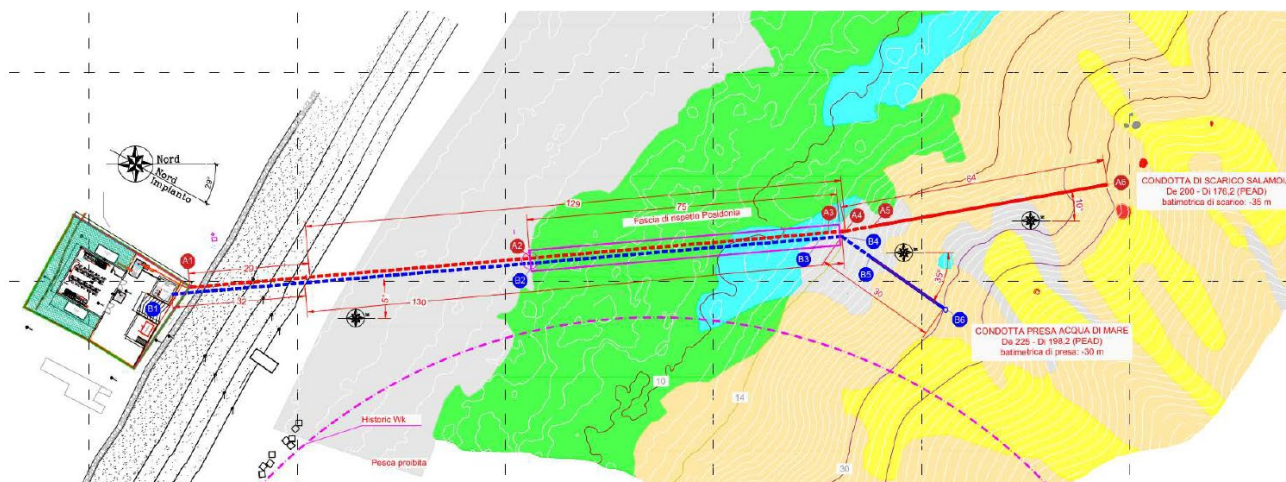 Nord
Nord
Impianto
29°
A1
20
B1
32
129
75
Fascia di rispetto Posidonia
A2
B2
130
5°
A3
A4
A5
64
A6
10°
B3
B4
B5
35°
30
B6
CONDOTTA DI SCARICO SALAMOI
De 200 - Di 176,2 (PEAD)
batimetrica di scarico: -35 m
CONDOTTA PRESA ACQUA DI MARE
De 225 - Di 198,2 (PEAD)
batimetrica di presa: -30 m
10
14
30
Historic Wk
Pesca proibita